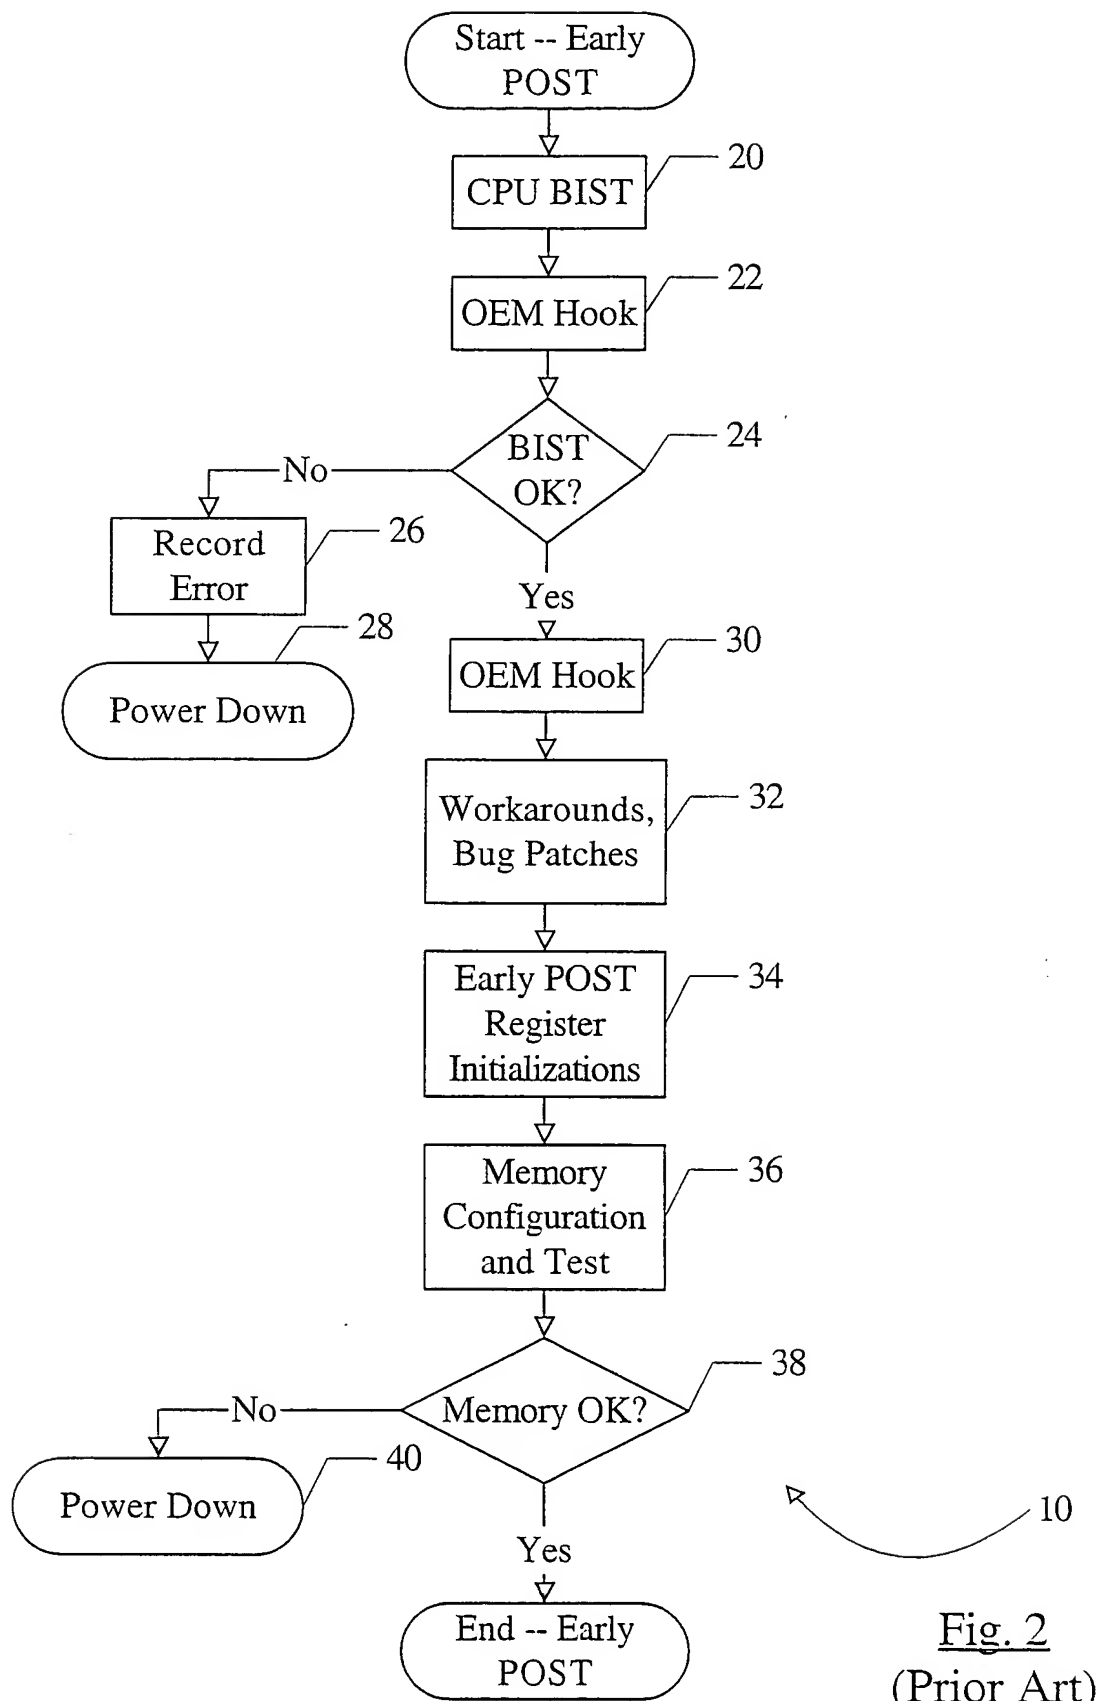 Start -- Early
POST
20
CPU BIST
22
OEM Hook
24
BIST
OK?
No
26
Record
Error
Yes
28
Power Down
30
OEM Hook
32
Workarounds,
Bug Patches
34
Early POST
Register
Initializations
36
Memory
Configuration
and Test
38
Memory OK?
No
40
Power Down
10
Yes
End -- Early
POST
Fig. 2
(Prior Art)